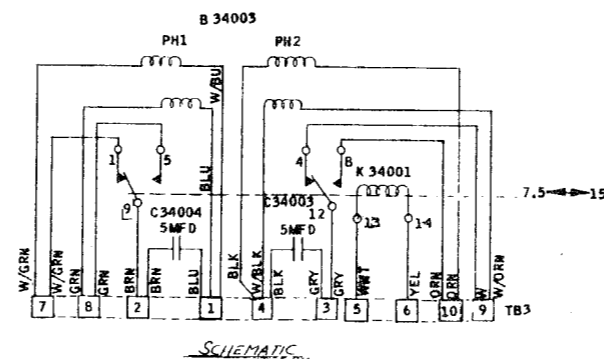 B 34003
PH1
PH2
W/BU
1
5
4
8
K 34001
BLU
7.5
15
9
C34004
C34003
12
13
14
5MFD
5MFD
W/GRN
W/GRN
GRN
GRN
BRN
BRN
BLU
BLK
W/BLK
BLK
GRY
GRY
WHT
YEL
ORN
ORN
W
W/ORN
7
8
2
1
4
3
5
6
10
9
TB3
SCHEMATIC